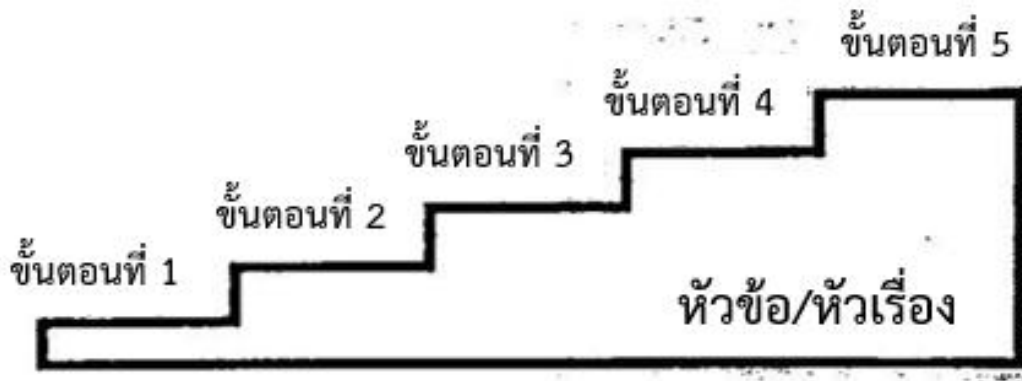 ขั้นตอนที่ 5
ขั้นตอนที่ 4
ขั้นตอนที่ 3
ขั้นตอนที่ 2
ขั้นตอนที่ 1
หัวข้อ/หัวเรื่อง